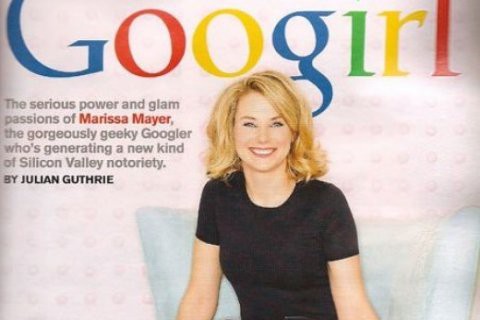 Googirl
The serious power and glam
passions of Marissa Mayer,
the gorgeously geeky Googler
who's generating a new kind
of Silicon Valley notoriety.
BY JULIAN GUTHRIE